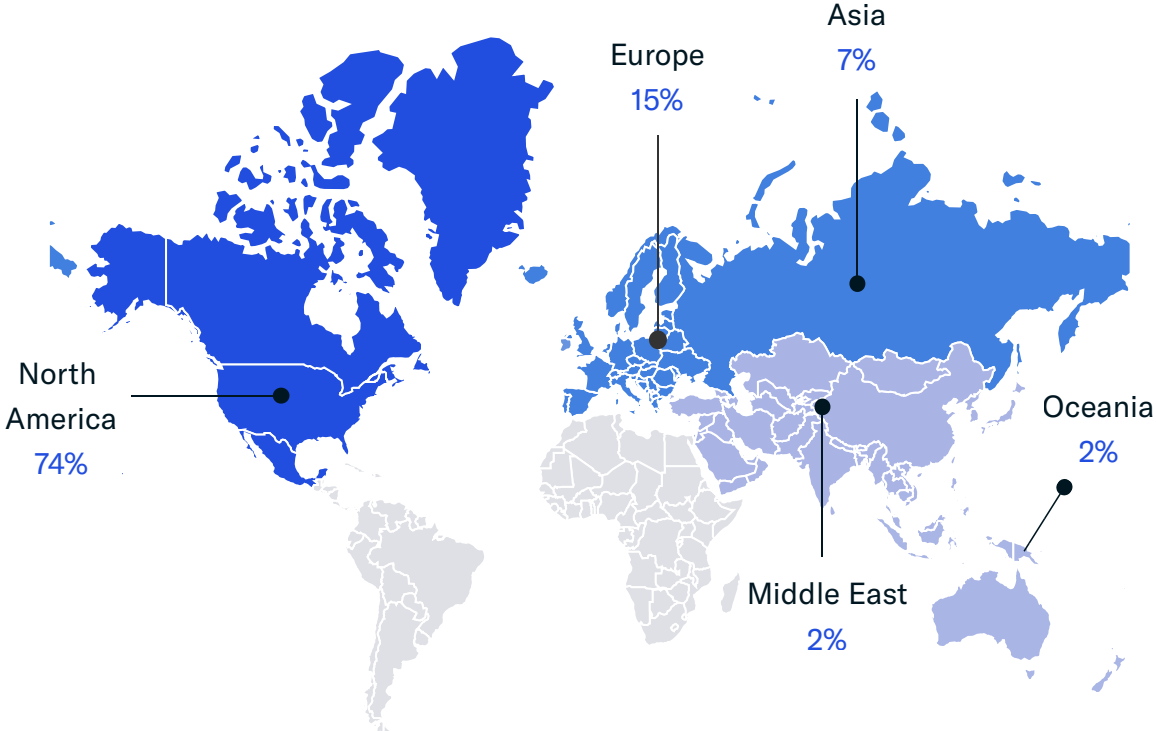 Asia
7%
Europe
15%
North
America
74%
Oceania
2%
Middle East
2%